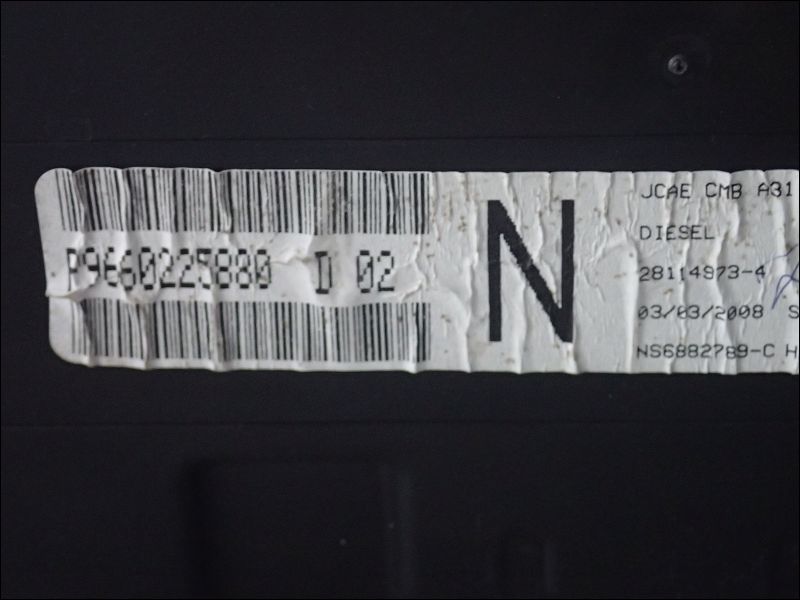 P9660225880 D 02
N
JCAE CMB A31
DIESEL
28114973-4
03/03/2008 S
NS6882789-C H